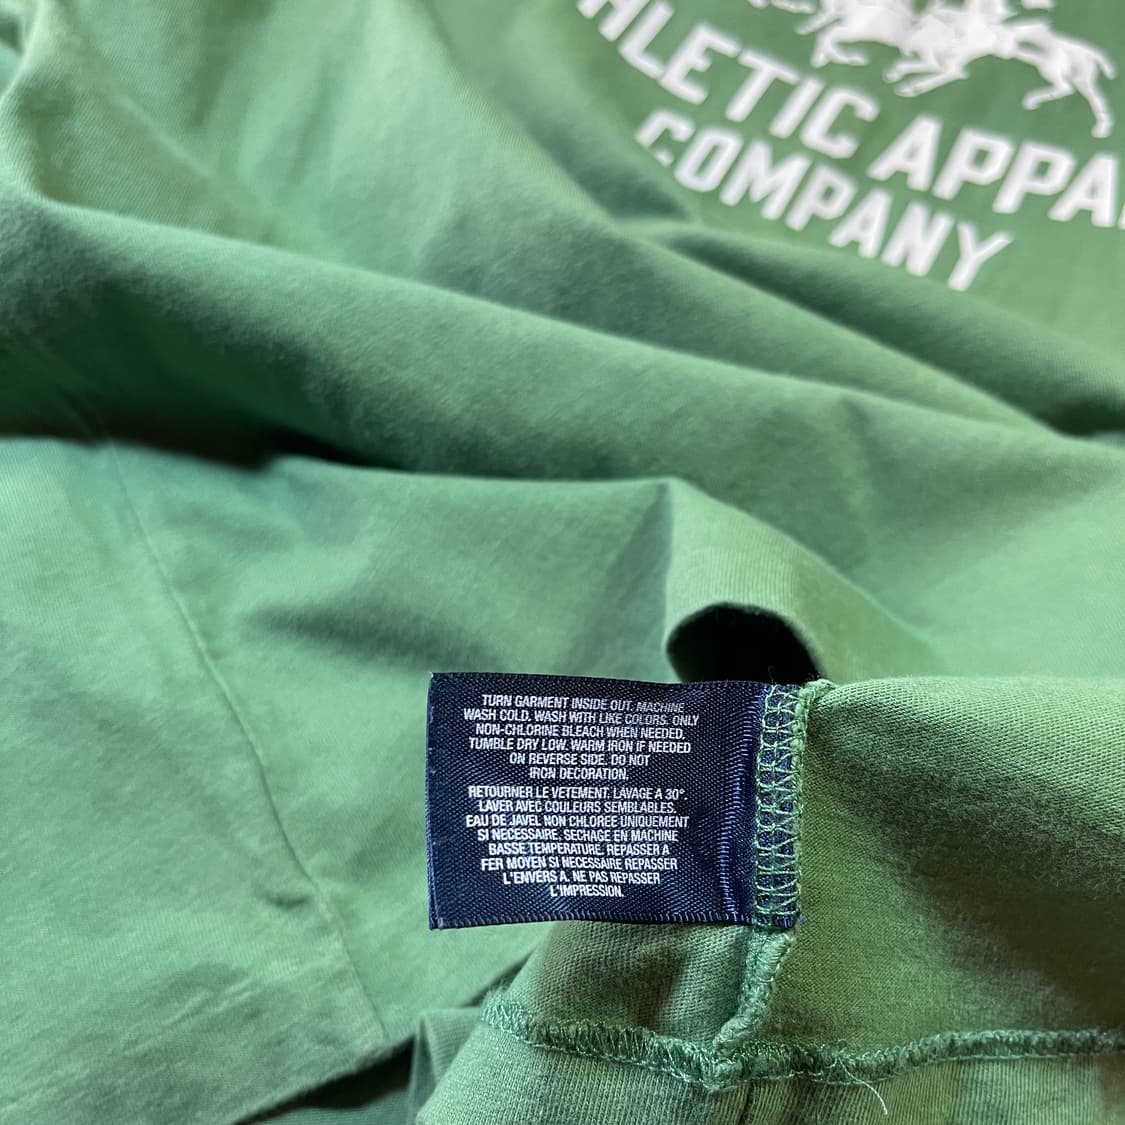 HLETIC APPA
COMPANY
TURN GARMENT INSIDE OUT. MACHINE
WASH COLD. WASH WITH LIKE COLORS. ONLY
NON-CHLORINE BLEACH WHEN NEEDED.
TUMBLE DRY LOW. WARM IRON IF NEEDED
ON REVERSE SIDE. DO NOT
IRON DECORATION.
RETOURNER LE VETEMENT. LAVAGE A 30°.
LAVER AVEC COULEURS SEMBLABLES.
EAU DE JAVEL NON CHLOREE UNIQUEMENT
SI NECESSAIRE. SECHAGE EN MACHINE
BASSE TEMPERATURE. REPASSER A
FER MOYEN SI NECESSAIRE REPASSER
L'ENVERS A. NE PAS REPASSER
L'IMPRESSION.